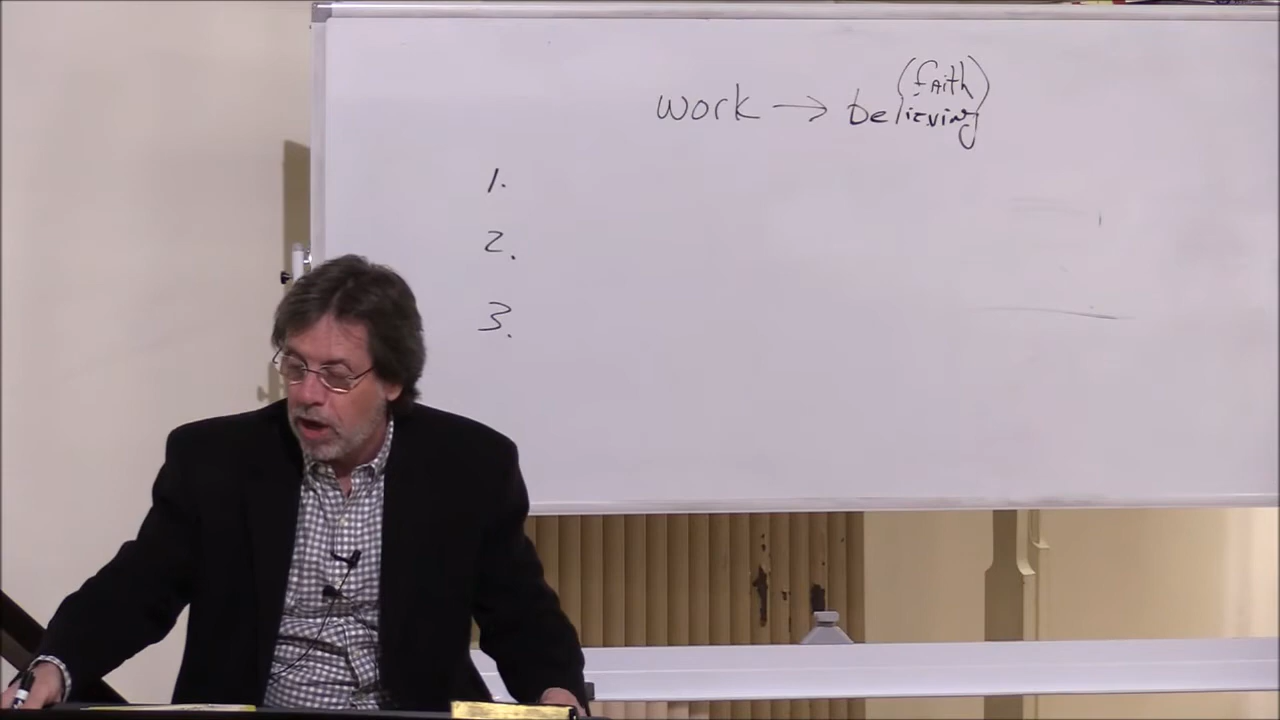 (faith)
work → believing
1.
2.
3.